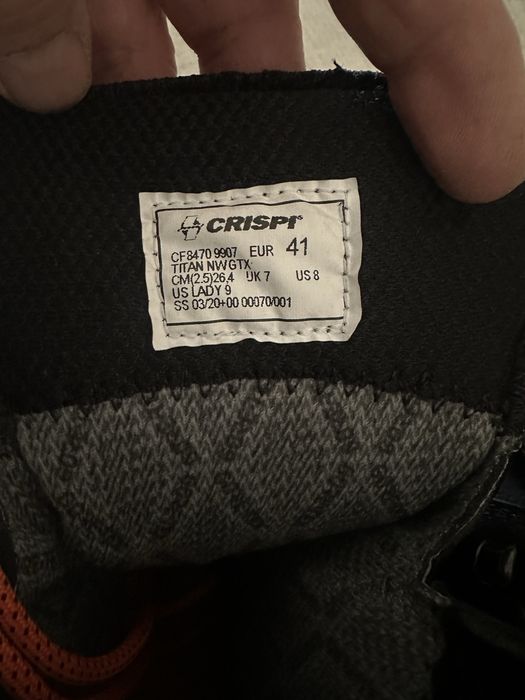 CRISPI
CF8470 9907 EUR 41
TITAN NW GTX
CM(2.5)26,4 UK 7 US 8
US LADY 9
SS 03/20+00 00070/001